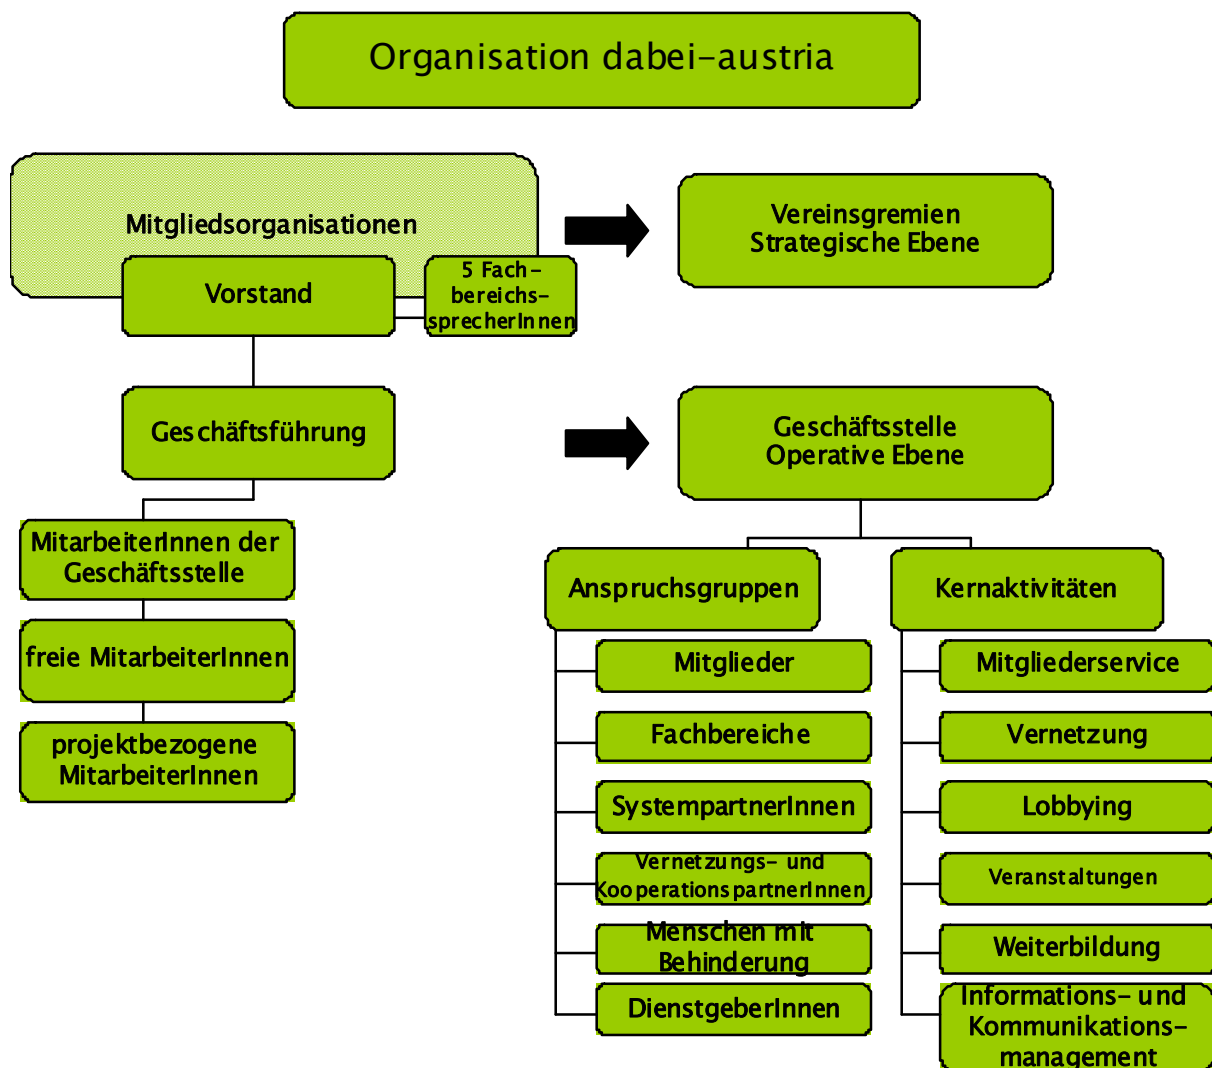 Organisation dabei-austria
Mitgliedsorganisationen
Vorstand
5 Fach-
bereichs-
sprecherInnen
Vereinsgremien
Strategische Ebene
Geschäftsführung
Geschäftsstelle
Operative Ebene
MitarbeiterInnen der
Geschäftsstelle
freie MitarbeiterInnen
projektbezogene
MitarbeiterInnen
Anspruchsgruppen
Mitglieder
Fachbereiche
SystempartnerInnen
Vernetzungs- und
KooperationspartnerInnen
Menschen mit
Behinderung
DienstgeberInnen
Kernaktivitäten
Mitgliederservice
Vernetzung
Lobbying
Veranstaltungen
Weiterbildung
Informations- und
Kommunikations-
management